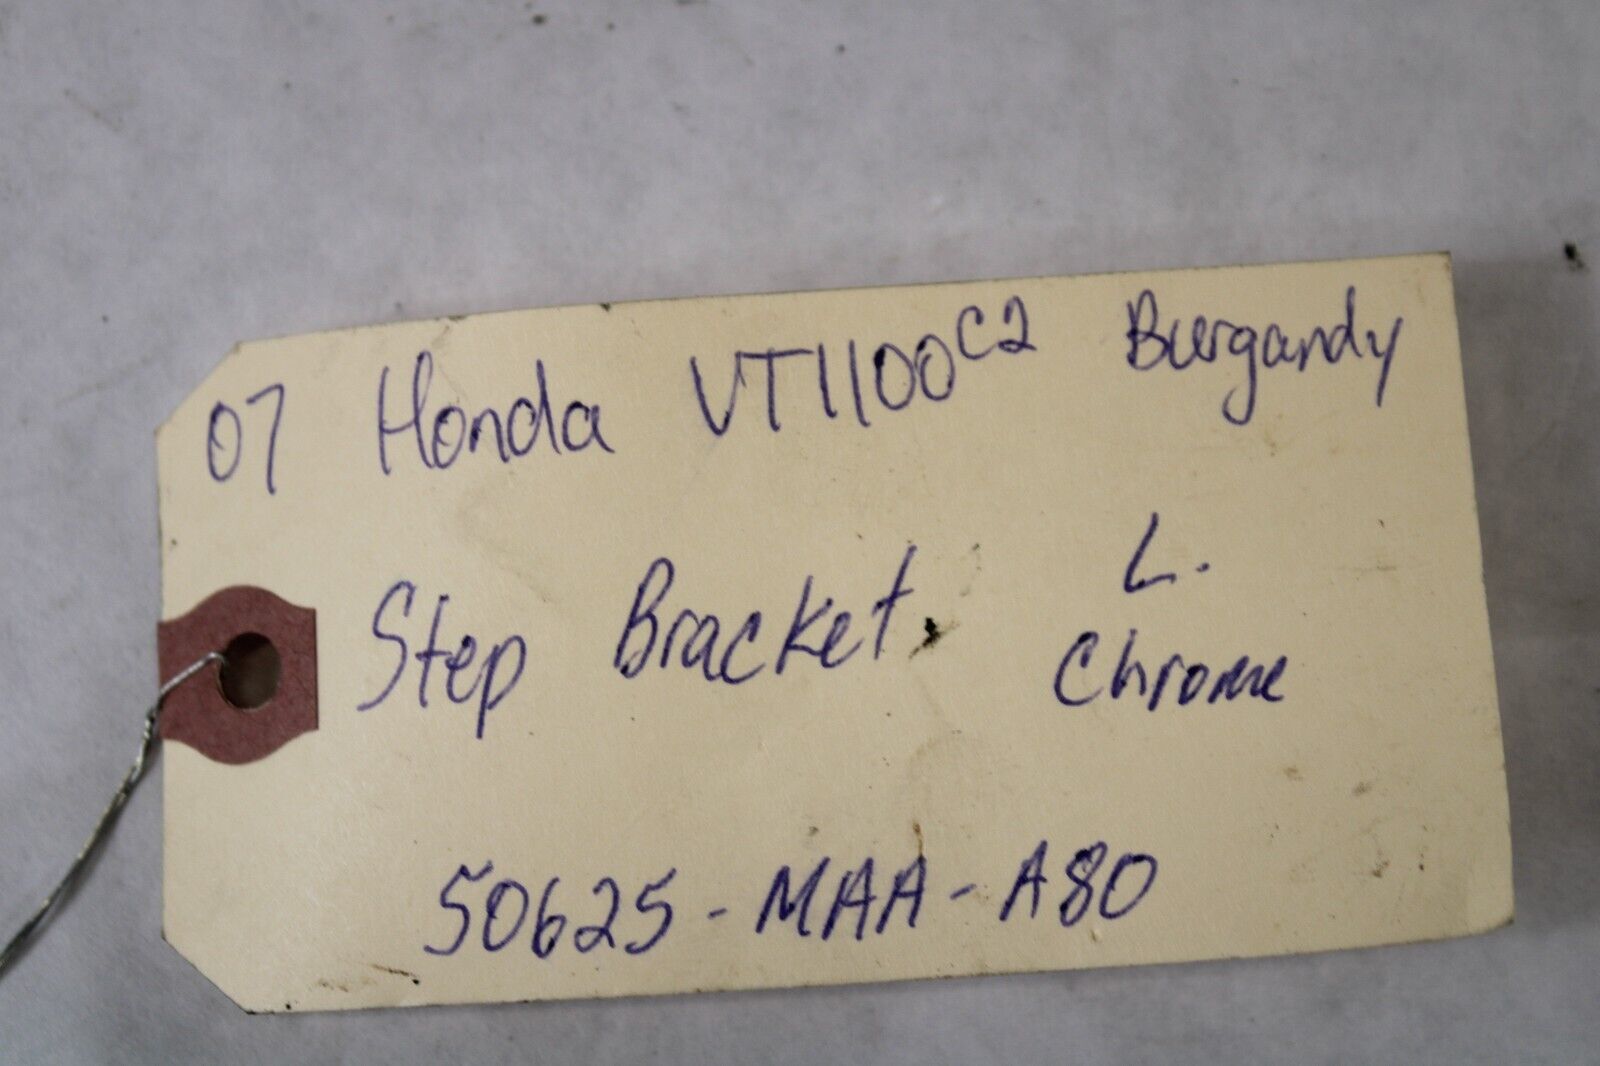 07 Honda VT1100C2 Burgandy
Step Bracket. L.
Chrome
50625-MAA-A80